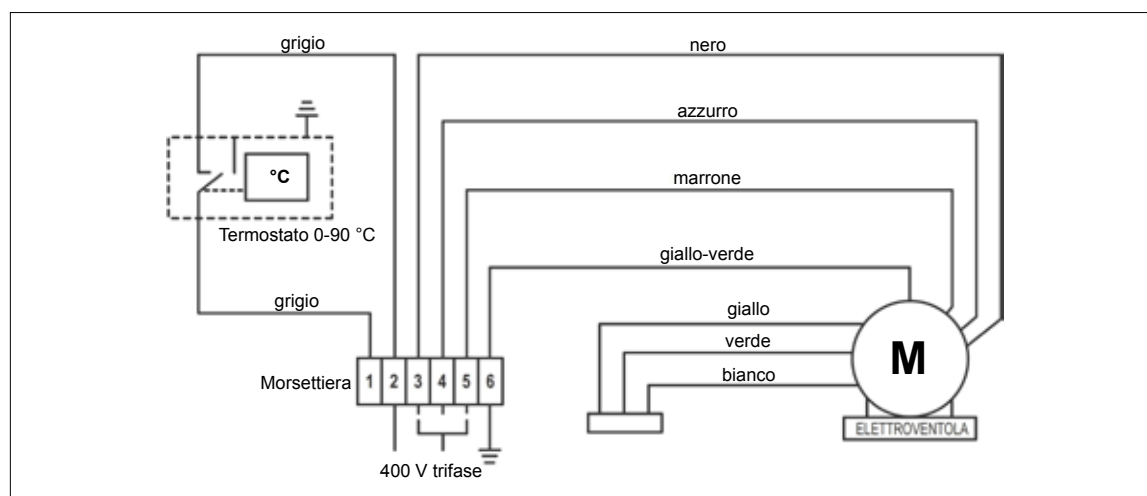 grigio
nero
azzurro
°C
marrone
Termostato 0-90 °C
giallo-verde
grigio
giallo
verde
M
Morsettiera 1 2 3 4 5 6
bianco
ELETTROVENTOLA
400 V trifase